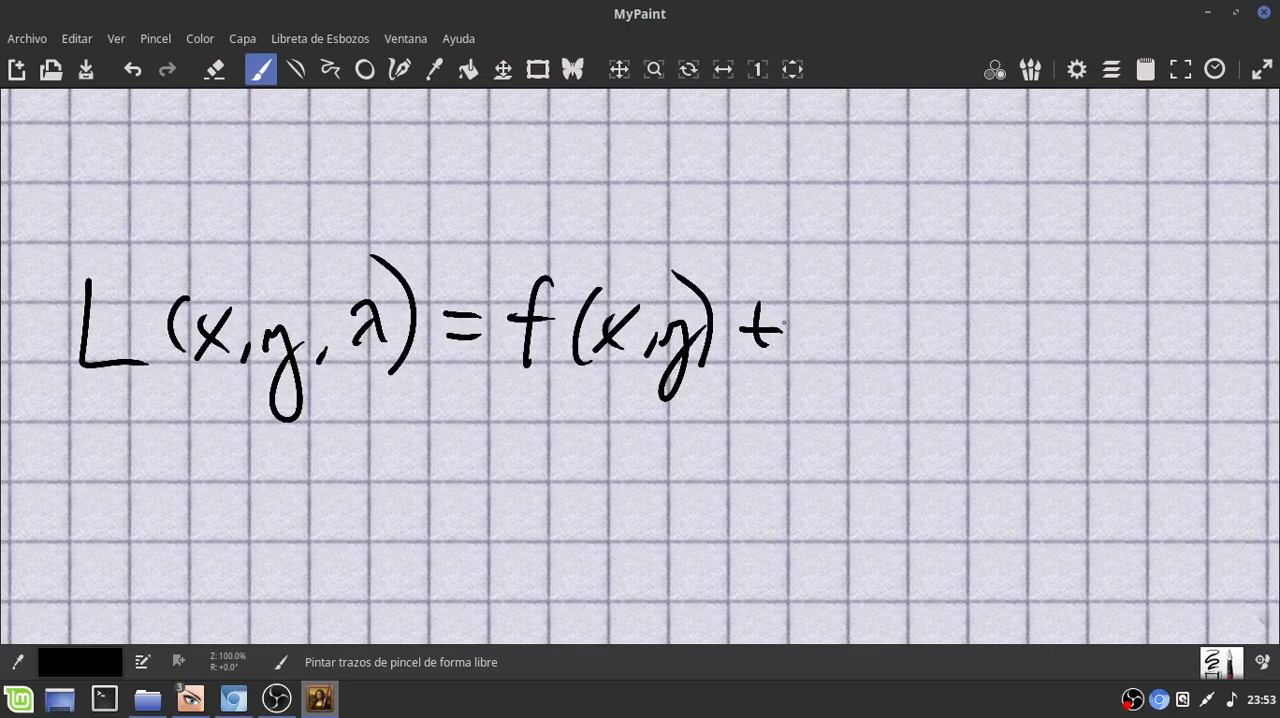 MyPaint
Archivo Editar Ver Pincel Color Capa Libreta de Esbozos Ventana Ayuda
L (x, y, λ) = f (x, y) +
Z: 100.0%
R: +0.0°
Pintar trazos de pincel de forma libre
3
23:53